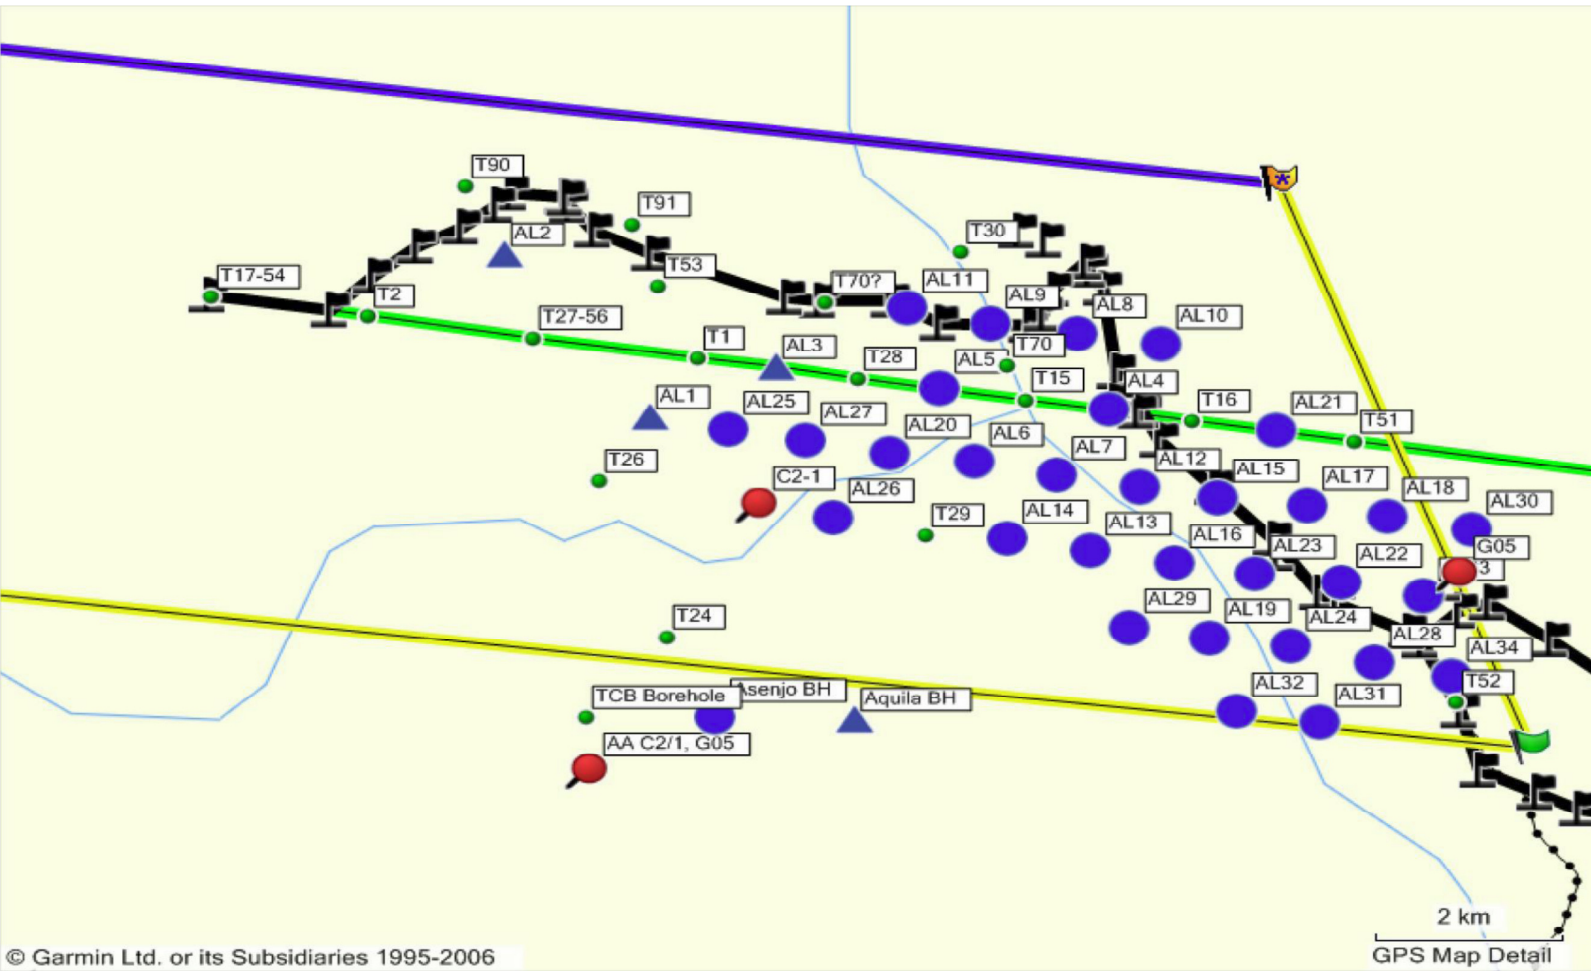 T90
T91
AL2
T30
T53
T17-54
T2
T70?
AL11
AL9
AL8
AL10
T27-56
T1
AL3
T28
AL5
T70
T15
AL4
AL1
AL25
AL27
AL20
AL6
AL7
T16
AL21
T51
T26
C2-1
AL26
T29
AL14
AL12
AL15
AL17
AL18
AL30
AL13
AL16
AL23
AL22
G05
3
T24
AL29
AL19
AL24
AL28
AL34
TCB Borehole
Asenjo BH
Aquila BH
AL32
AL31
T52
AA C2/1, G05
2 km
GPS Map Detail
© Garmin Ltd. or its Subsidiaries 1995-2006